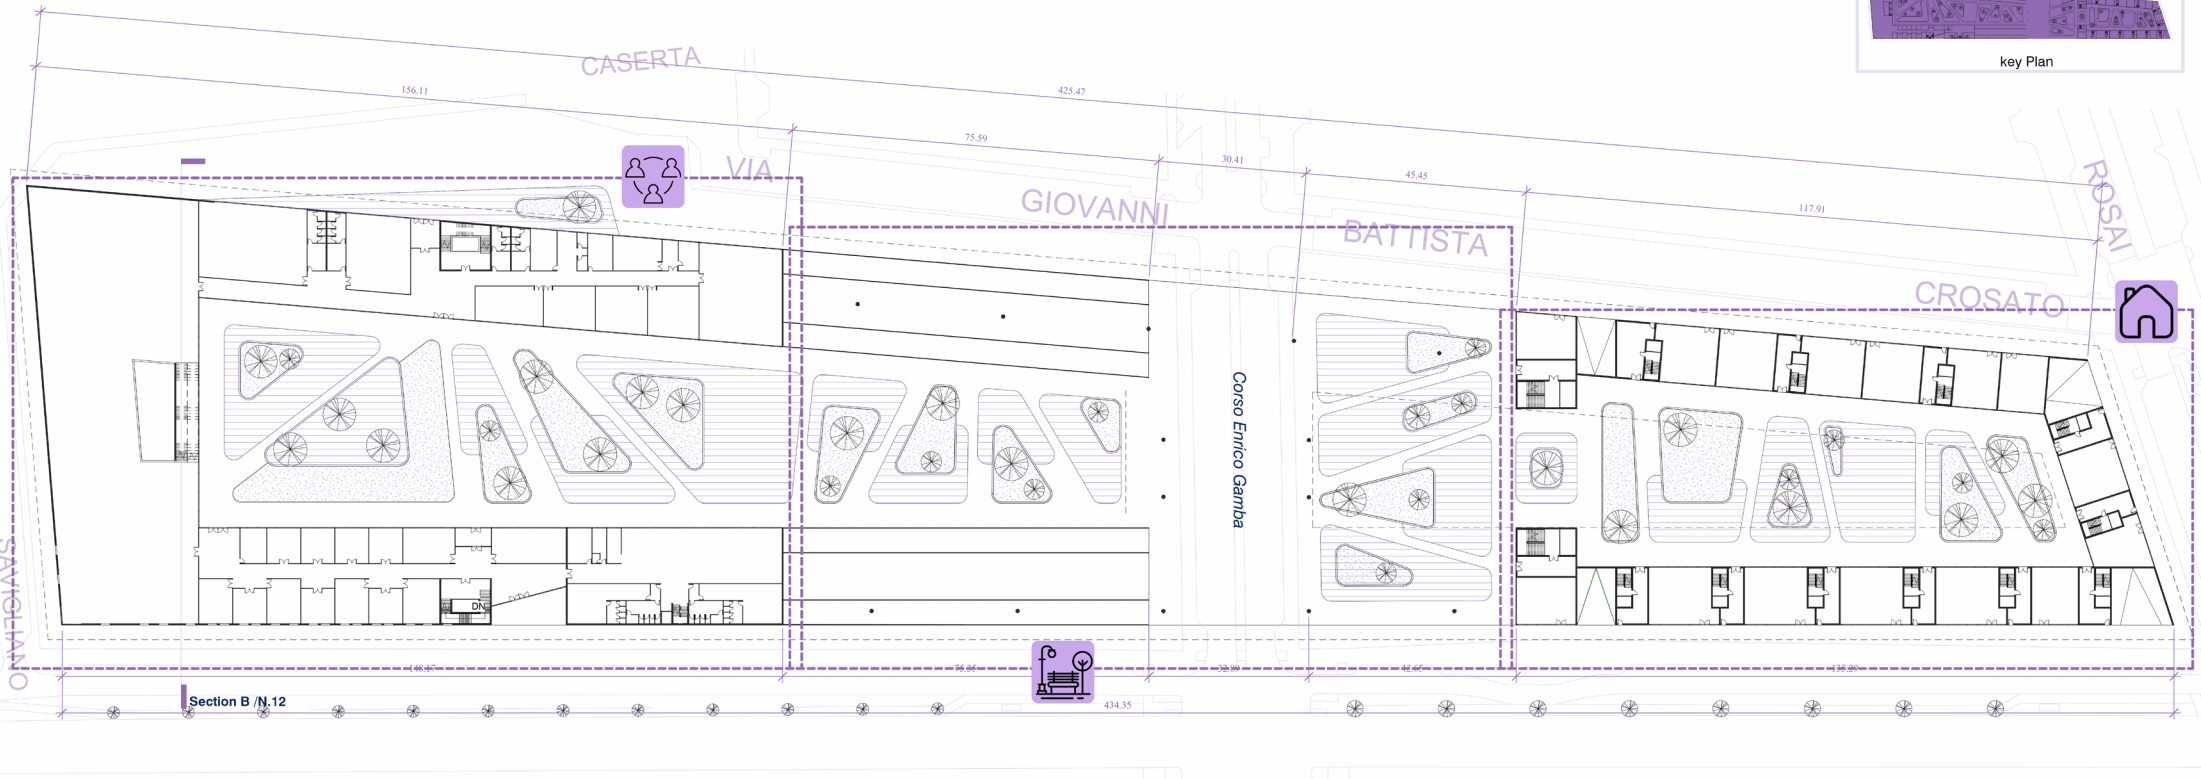 key Plan
CASERTA
156.11
425.47
75.59
30.41
45.45
117.91
VIA
GIOVANNI
BATTISTA
CROSATO
ROSAI
Corso Enrico Gamba
SAVIGLIANO
DN
Section B /N.12
434.35